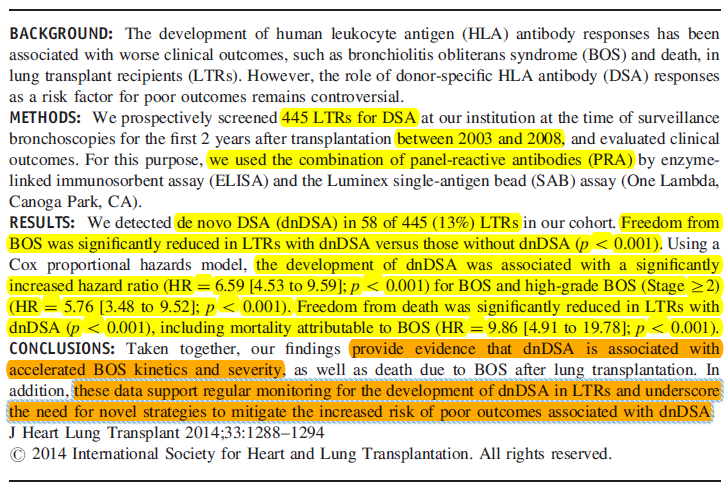 BACKGROUND: The development of human leukocyte antigen (HLA) antibody responses has been
associated with worse clinical outcomes, such as bronchiolitis obliterans syndrome (BOS) and death, in
lung transplant recipients (LTRs). However, the role of donor-specific HLA antibody (DSA) responses
as a risk factor for poor outcomes remains controversial.
METHODS: We prospectively screened 445 LTRs for DSA at our institution at the time of surveillance
bronchoscopies for the first 2 years after transplantation between 2003 and 2008, and evaluated clinical
outcomes. For this purpose, we used the combination of panel-reactive antibodies (PRA) by enzyme-
linked immunosorbent assay (ELISA) and the Luminex single-antigen bead (SAB) assay (One Lambda,
Canoga Park, CA).
RESULTS: We detected de novo DSA (dnDSA) in 58 of 445 (13%) LTRs in our cohort. Freedom from
BOS was significantly reduced in LTRs with dnDSA versus those without dnDSA (p < 0.001). Using a
Cox proportional hazards model, the development of dnDSA was associated with a significantly
increased hazard ratio (HR = 6.59 [4.53 to 9.59]; p < 0.001) for BOS and high-grade BOS (Stage ≥2)
(HR = 5.76 [3.48 to 9.52]; p < 0.001). Freedom from death was significantly reduced in LTRs with
dnDSA (p < 0.001), including mortality attributable to BOS (HR = 9.86 [4.91 to 19.78]; p < 0.001).
CONCLUSIONS: Taken together, our findings provide evidence that dnDSA is associated with
accelerated BOS kinetics and severity, as well as death due to BOS after lung transplantation. In
addition, these data support regular monitoring for the development of dnDSA in LTRs and underscore
the need for novel strategies to mitigate the increased risk of poor outcomes associated with dnDSA.
J Heart Lung Transplant 2014;33:1288–1294
© 2014 International Society for Heart and Lung Transplantation. All rights reserved.